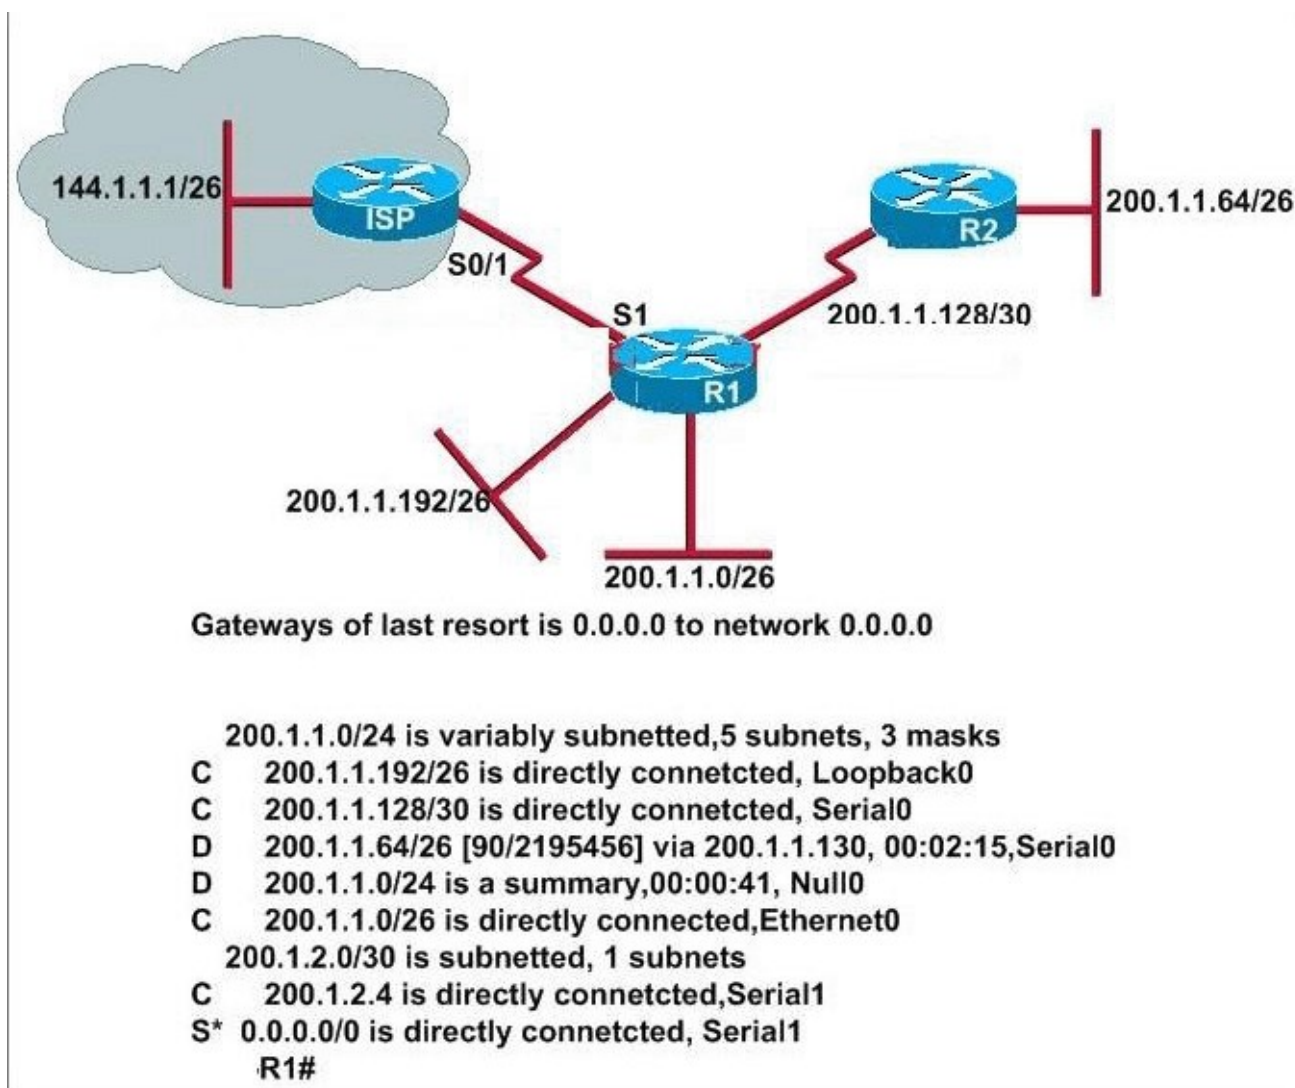 144.1.1.1/26
ISP
S0/1
R2
200.1.1.64/26
200.1.1.128/30
S1
R1
200.1.1.192/26
200.1.1.0/26
Gateways of last resort is 0.0.0.0 to network 0.0.0.0
200.1.1.0/24 is variably subnetted,5 subnets, 3 masks
C 200.1.1.192/26 is directly connetcted, Loopback0
C 200.1.1.128/30 is directly connetcted, Serial0
D 200.1.1.64/26 [90/2195456] via 200.1.1.130, 00:02:15,Serial0
D 200.1.1.0/24 is a summary,00:00:41, Null0
C 200.1.1.0/26 is directly connected,Ethernet0
200.1.2.0/30 is subnetted, 1 subnets
C 200.1.2.4 is directly connetcted,Serial1
S* 0.0.0.0/0 is directly connetcted, Serial1
R1#